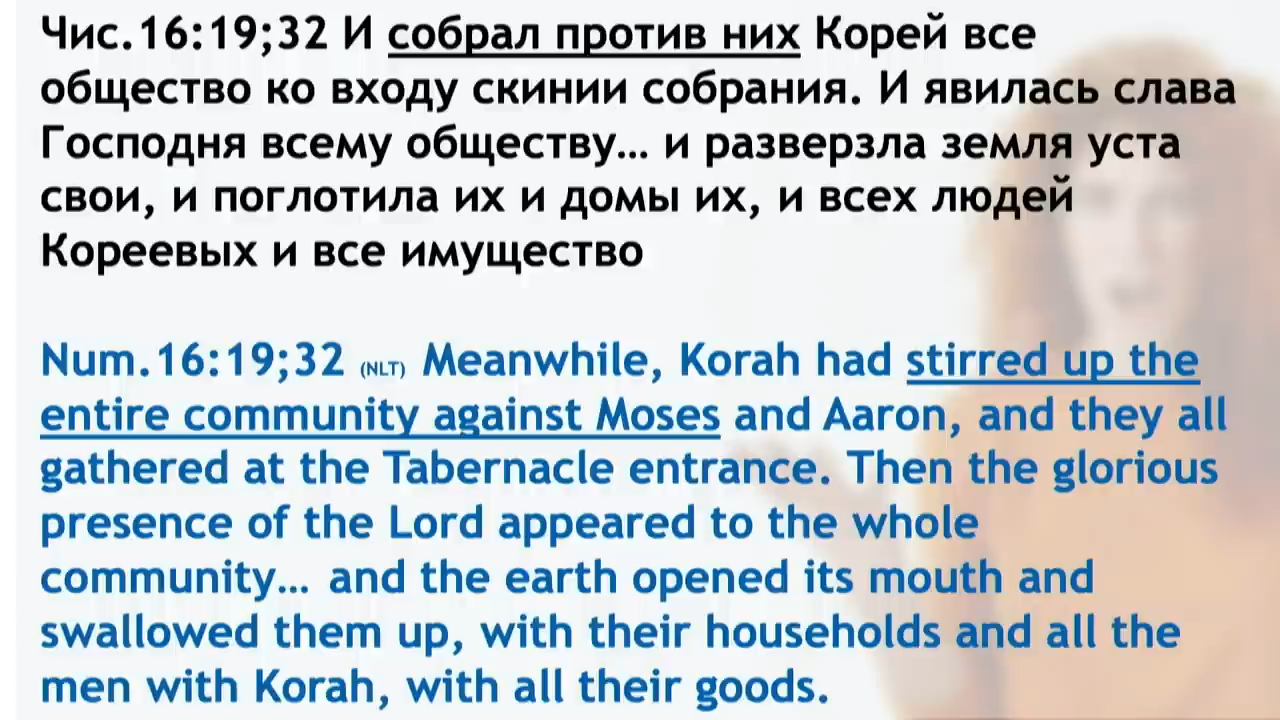 Чис.16:19;32 И собрал против них Корей все
общество ко входу скинии собрания. И явилась слава
Господня всему обществу… и разверзла земля уста
свои, и поглотила их и домы их, и всех людей
Кореевых и все имущество
Num.16:19;32 (NLT) Meanwhile, Korah had stirred up the
entire community against Moses and Aaron, and they all
gathered at the Tabernacle entrance. Then the glorious
presence of the Lord appeared to the whole
community… and the earth opened its mouth and
swallowed them up, with their households and all the
men with Korah, with all their goods.